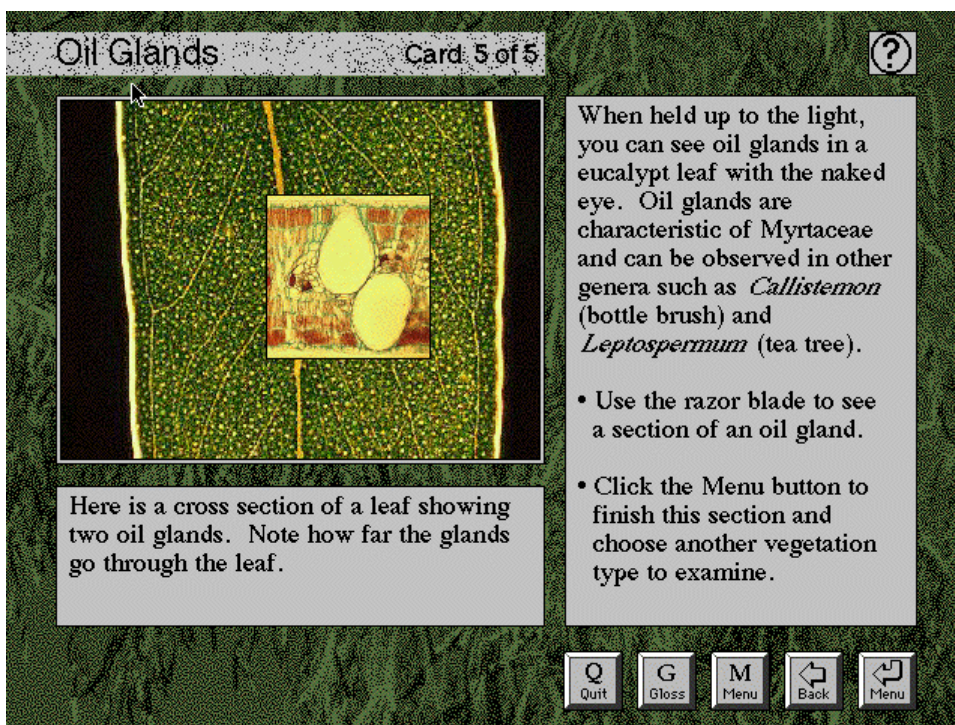 Oil Glands
Card 5 of 5
?
When held up to the light,
you can see oil glands in a
eucalypt leaf with the naked
eye.  Oil glands are
characteristic of Myrtaceae
and can be observed in other
genera such as Callistemon
(bottle brush) and
Leptospermum (tea tree).
• Use the razor blade to see
a section of an oil gland.
• Click the Menu button to
finish this section and
choose another vegetation
type to examine.
Here is a cross section of a leaf showing
two oil glands.  Note how far the glands
go through the leaf.
Q
Quit
G
Gloss
M
Menu
Back
Menu